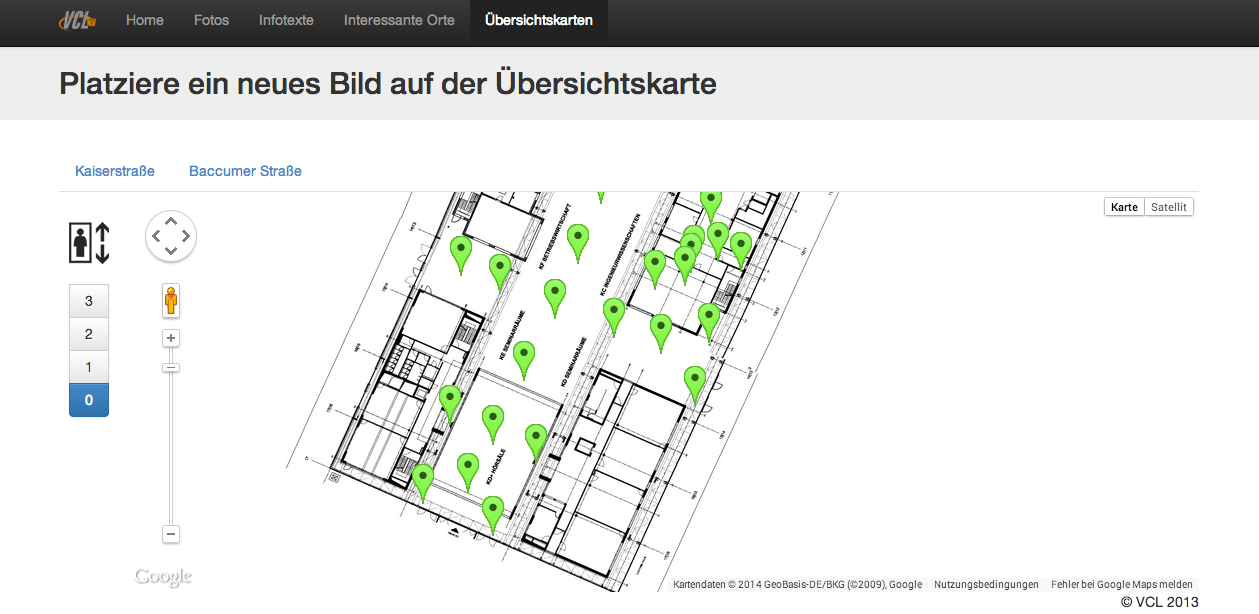 VCL Home Fotos Infotexte Interessante Orte Übersichtskarten
Platziere ein neues Bild auf der Übersichtskarte
Kaiserstraße Baccumer Straße
Karte Satellit
3
2
1
0
KF BETRIEBSWIRTSCHAFT
KC INGENIEURWISSENSCHAFTEN
KE SEMINARRÄUME
KD SEMINARRÄUME
KD+ HÖRSÄLE
Google
Kartendaten © 2014 GeoBasis-DE/BKG (©2009), Google Nutzungsbedingungen Fehler bei Google Maps melden
© VCL 2013